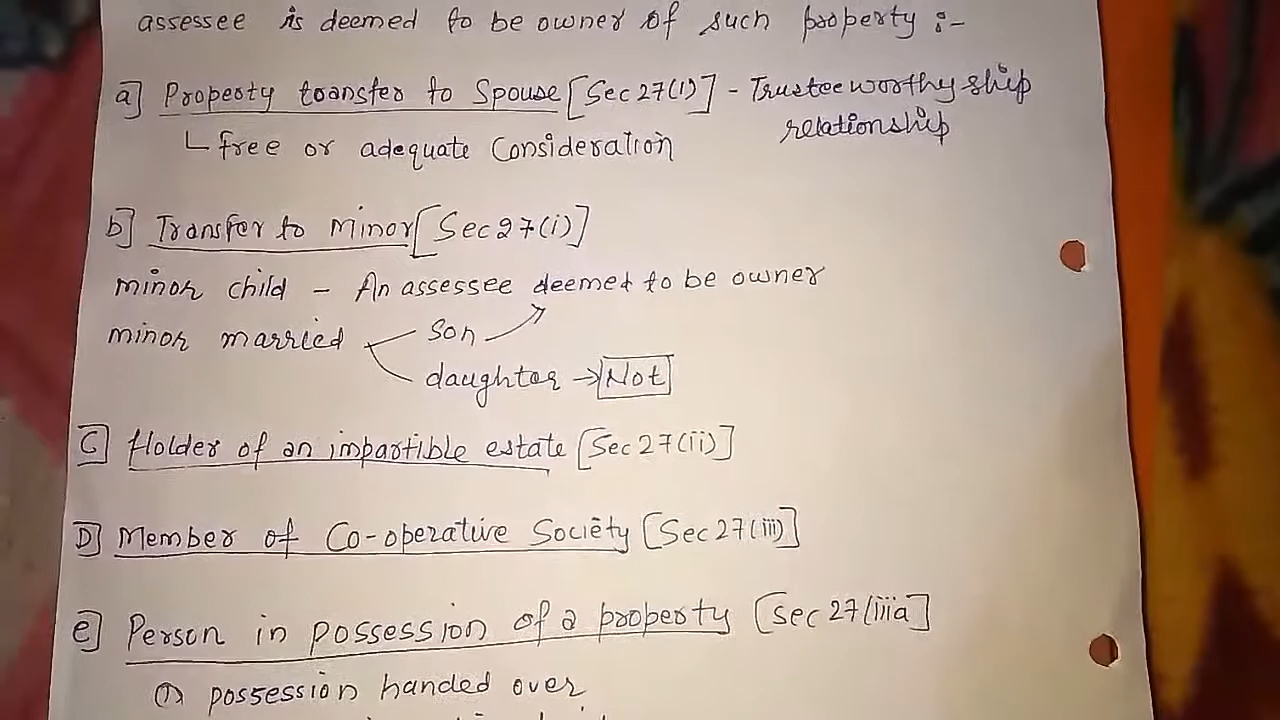 assessee is deemed to be owner of such property :-
a] Property transfer to Spouse [Sec 27(i)] - Trusteeworthyship
relationship
free or adequate Consideration
b] Transfer to Minor [Sec 27(i)]
minor child - An assessee deemed to be owner
minor married son
daughter → Not
C] Holder of an impartible estate [Sec 27(ii)]
D] Member of Co-operative Society [Sec 27(iii)]
e] Person in possession of a property [Sec 27(iiia]
(1) possession handed over